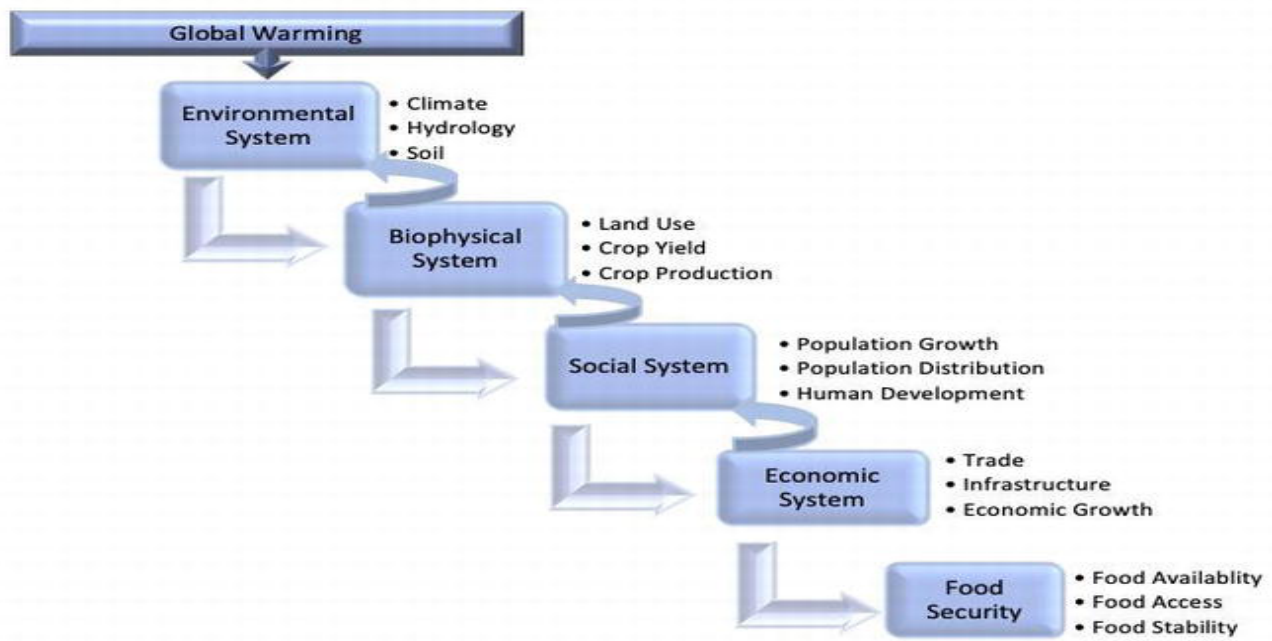 Global Warming
Environmental
System
• Climate
• Hydrology
• Soil
Biophysical
System
• Land Use
• Crop Yield
• Crop Production
Social System
• Population Growth
• Population Distribution
• Human Development
Economic
System
• Trade
• Infrastructure
• Economic Growth
Food
Security
• Food Availablity
• Food Access
• Food Stability